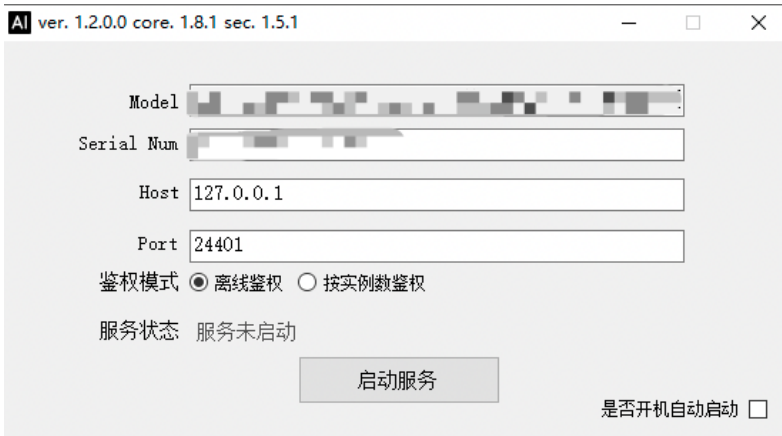 AI ver. 1.2.0.0 core. 1.8.1 sec. 1.5.1
Model
Serial Num
Host 127.0.0.1
Port 24401
鉴权模式 离线鉴权 按实例数鉴权
服务状态 服务未启动
启动服务
是否开机自动启动